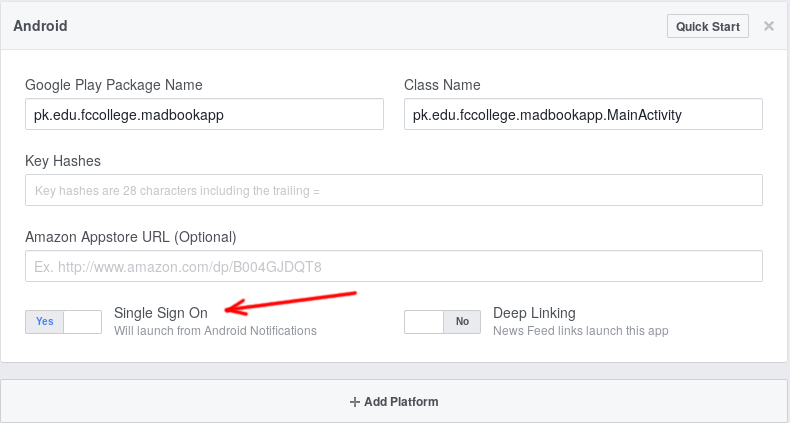 Android
Quick Start
×
Google Play Package Name
Class Name
pk.edu.fccollege.madbookapp
pk.edu.fccollege.madbookapp.MainActivity
Key Hashes
Key hashes are 28 characters including the trailing =
Amazon Appstore URL (Optional)
Ex. http://www.amazon.com/dp/B004GJDQT8
Yes
Single Sign On
Will launch from Android Notifications
No
Deep Linking
News Feed links launch this app
+ Add Platform